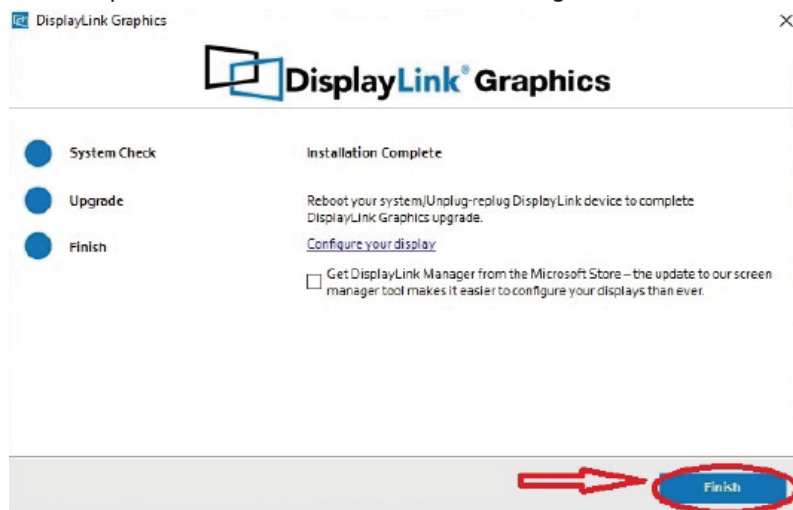 DisplayLink Graphics
DisplayLink® Graphics
System Check
Installation Complete
Upgrade
Reboot your system/Unplug-replug DisplayLink device to complete
DisplayLink Graphics upgrade.
Finish
Configure your display
Get DisplayLink Manager from the Microsoft Store – the update to our screen
manager tool makes it easier to configure your displays than ever.
Finish